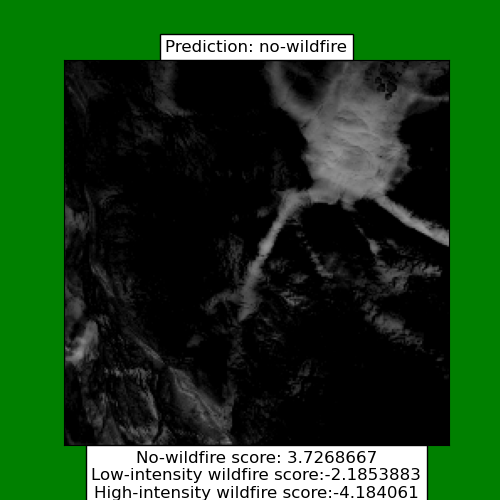 Prediction: no-wildfire
No-wildfire score: 3.7268667
Low-intensity wildfire score:-2.1853883
High-intensity wildfire score:-4.184061